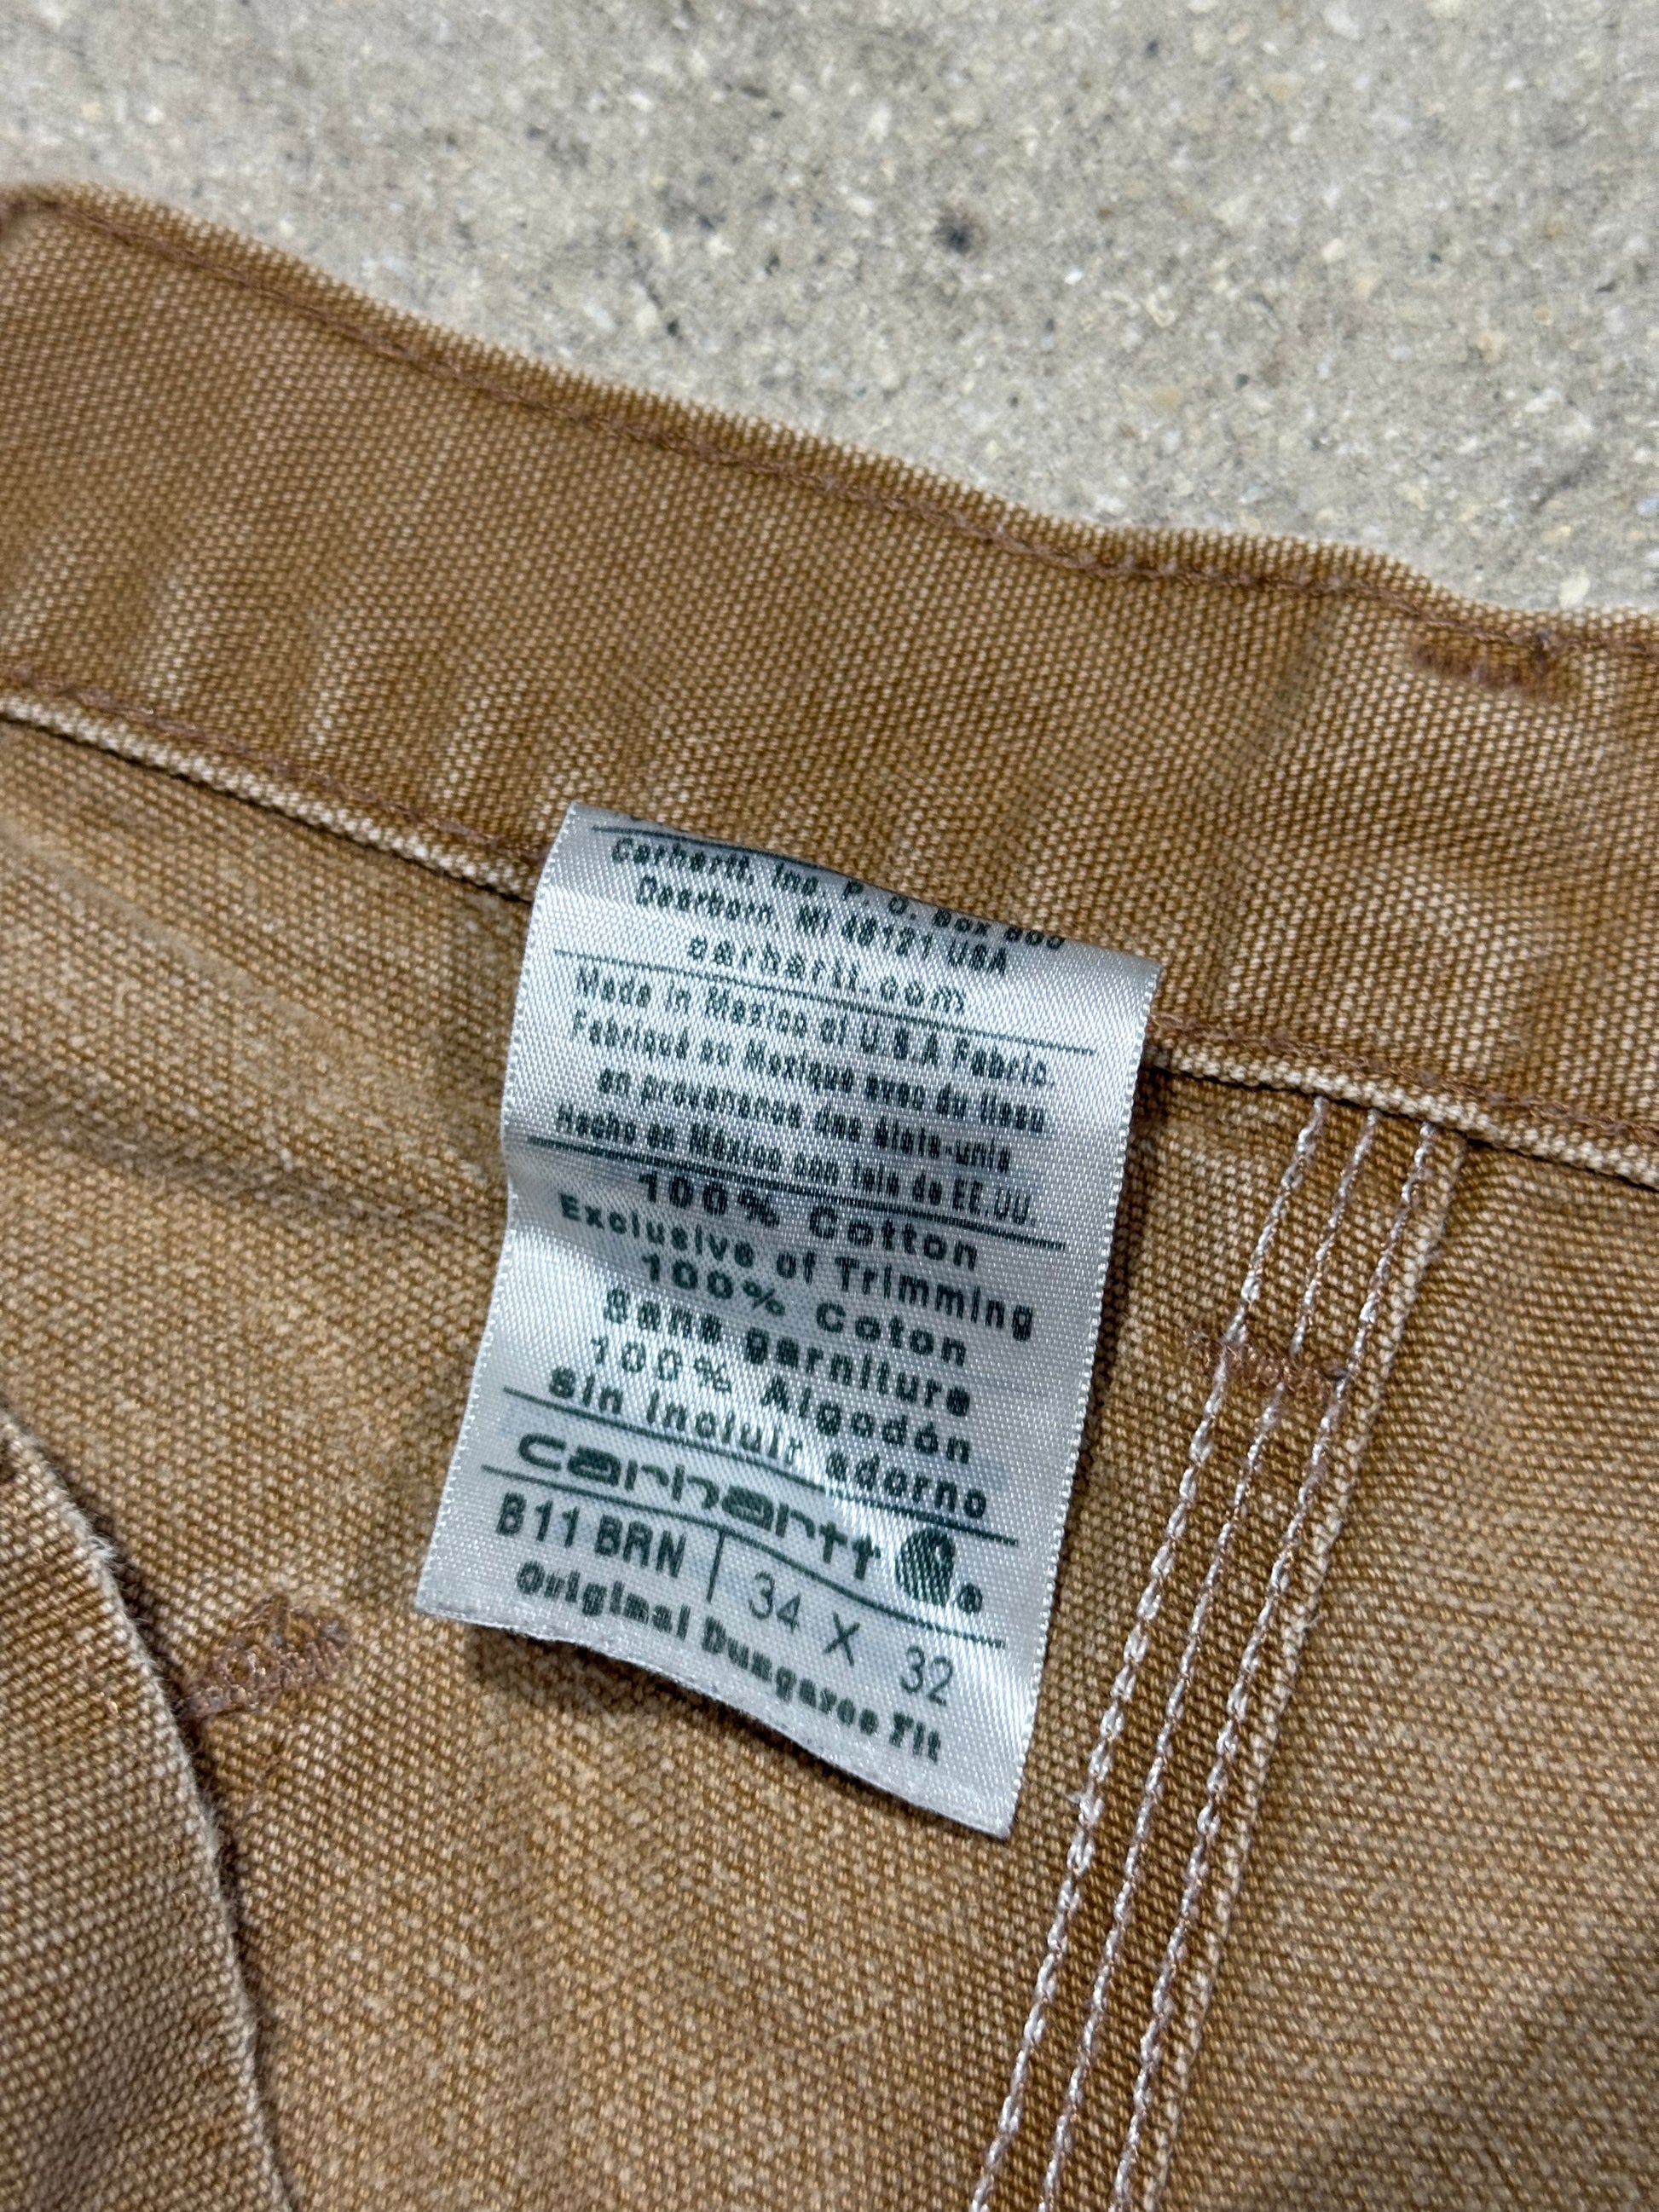 Carhartt, Inc. P. O. Box 600
Dearborn, MI 48121 USA
carhartt.com
Made in Mexico of U.S.A Fabric.
Fabriqué au Mexique avec du tissu
en provenance des états-unis
Hecho en México con tela de EE.UU.
100% Cotton
Exclusive of Trimming
100% Coton
Sans garniture
100% Algodón
sin incluir adorno
carhartt
B11 BRN 34 X 32
Original Dungaree Fit